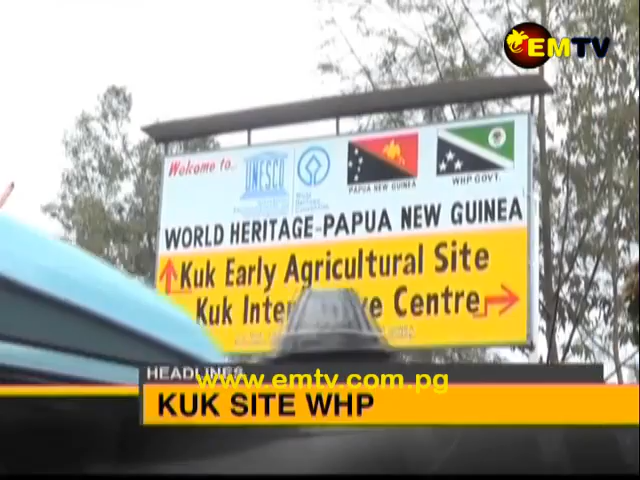 EMTV
Welcome to...
UNESCO
PAPUA NEW GUINEA
WHP GOVT.
WORLD HERITAGE-PAPUA NEW GUINEA
Kuk Early Agricultural Site
Kuk Centre
HEADLINES
www.emtv.com.pg
KUK SITE WHP